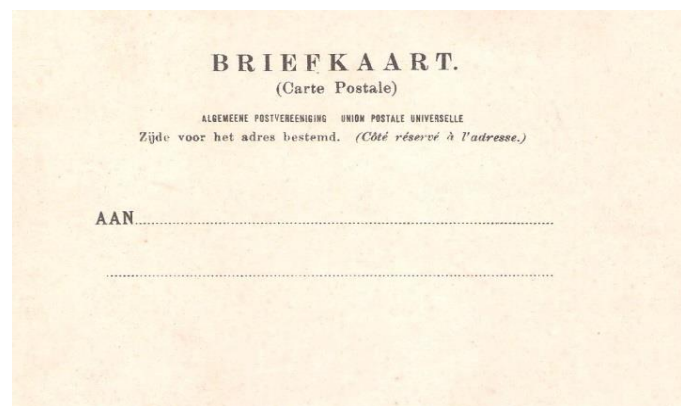 BRIEFKAART.
(Carte Postale)
ALGEMEENE POSTVEREENIGING UNION POSTALE UNIVERSELLE
Zijde voor het adres bestemd. (Côté réservé à l'adresse.)
AAN